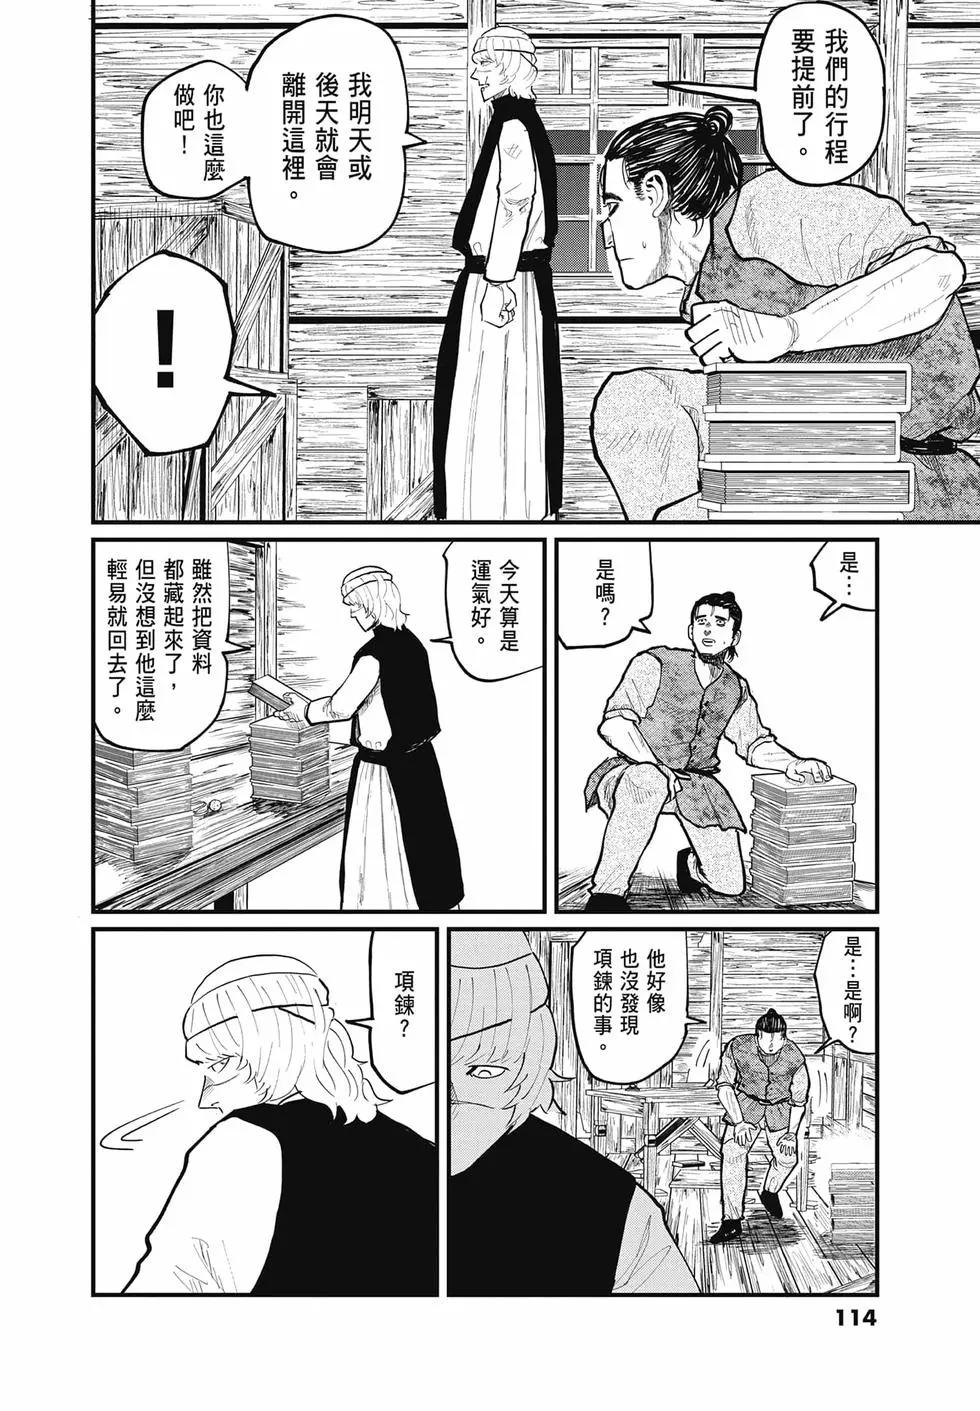 我們的行程
要提前了。
我明天或
後天就會
離開這裡。
你也這麼
做吧！
！
是…
是嗎？
今天算是
運氣好。
雖然把資料
都藏起來了，
但沒想到他這麼
輕易就回去了。
是…是啊？
他好像
也沒發現
項鍊的事。
項鍊？
114